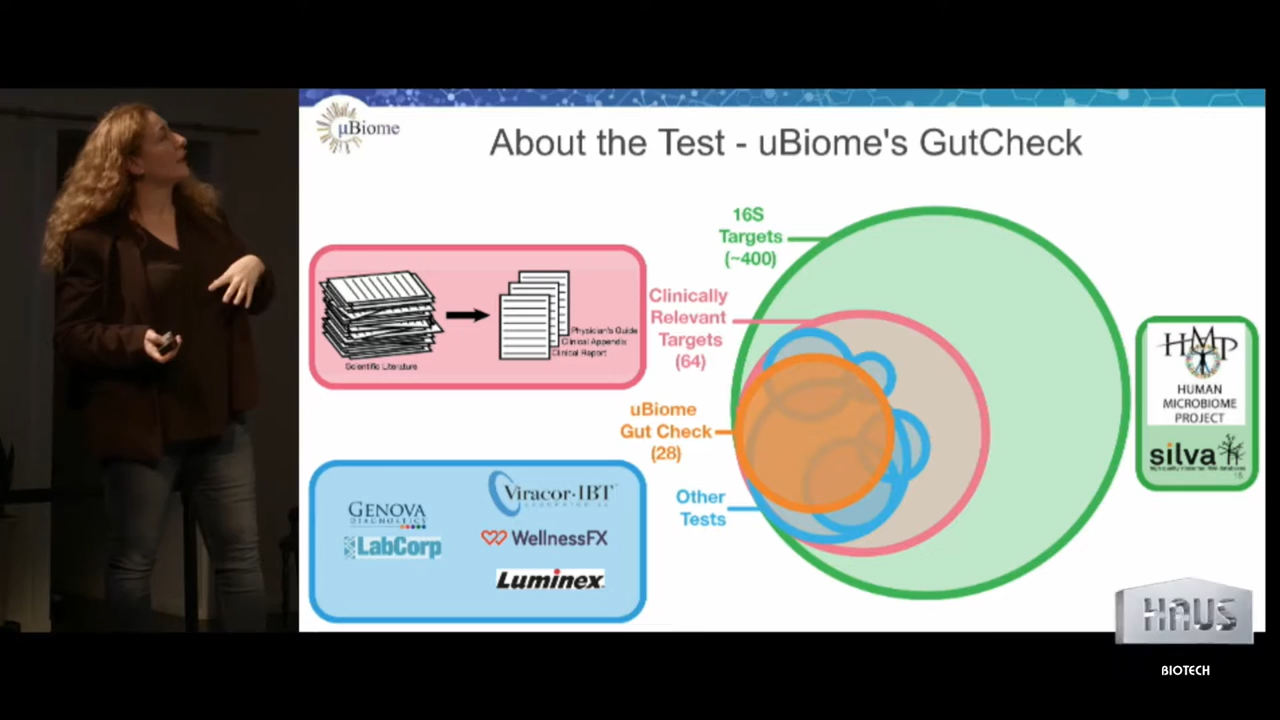 µBiome
About the Test - uBiome's GutCheck
16S
Targets
(~400)
Clinically
Relevant
Targets
(64)
uBiome
Gut Check
(28)
Other
Tests
Physician's Guide
Clinical Appendix
Clinical Report
Scientific Literature
GENOVA
DIAGNOSTICS
LabCorp
Viracor-IBT
LABORATORIES
WellnessFX
Luminex
HMP
HUMAN
MICROBIOME
PROJECT
silva
HAUS
BIOTECH